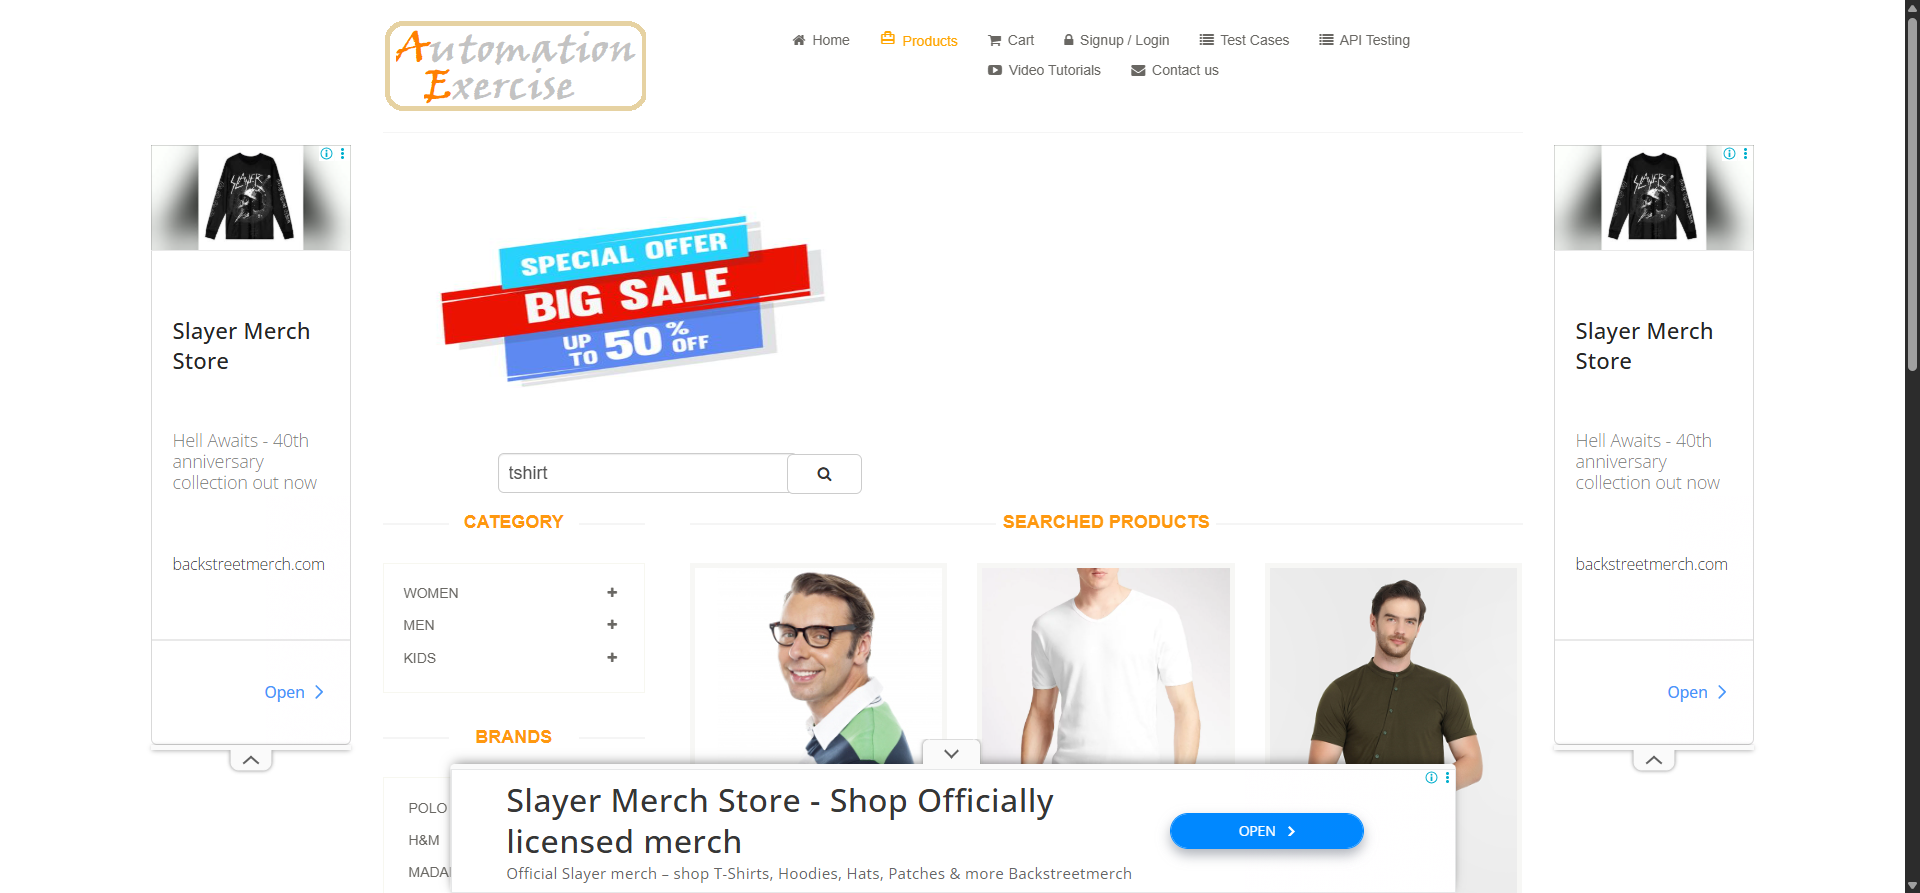 Automation
Exercise
Home
Products
Cart
Signup / Login
Test Cases
API Testing
Video Tutorials
Contact us
SLAYER
Slayer Merch
Store
Hell Awaits - 40th
anniversary
collection out now
backstreetmerch.com
Open
SPECIAL OFFER
BIG SALE
UP
TO 50 % OFF
tshirt
CATEGORY
WOMEN
MEN
KIDS
BRANDS
POLO
H&M
MADA
SEARCHED PRODUCTS
SLAYER
Slayer Merch
Store
Hell Awaits - 40th
anniversary
collection out now
backstreetmerch.com
Open
Slayer Merch Store - Shop Officially
licensed merch
Official Slayer merch – shop T-Shirts, Hoodies, Hats, Patches & more Backstreetmerch
OPEN